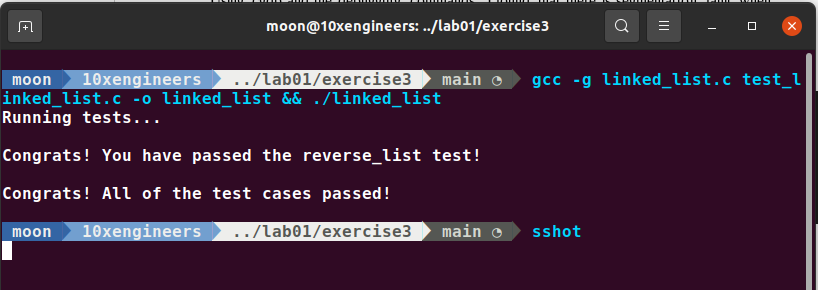 moon@10xengineers: ../lab01/exercise3
moon 10xengineers ../lab01/exercise3 main ◔ gcc -g linked_list.c test_l
inked_list.c -o linked_list && ./linked_list
Running tests...
Congrats! You have passed the reverse_list test!
Congrats! All of the test cases passed!
moon 10xengineers ../lab01/exercise3 main ◔ sshot